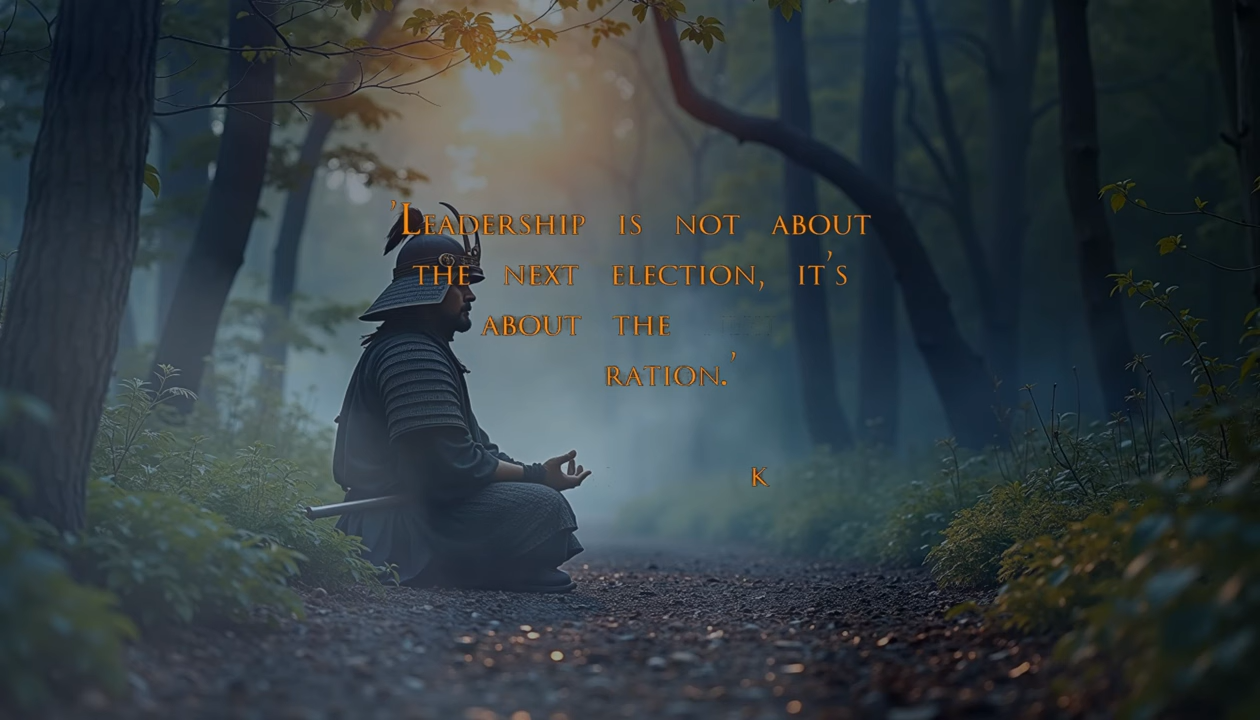 'Leadership is not about
the next election, it's
about the
ration.'
K